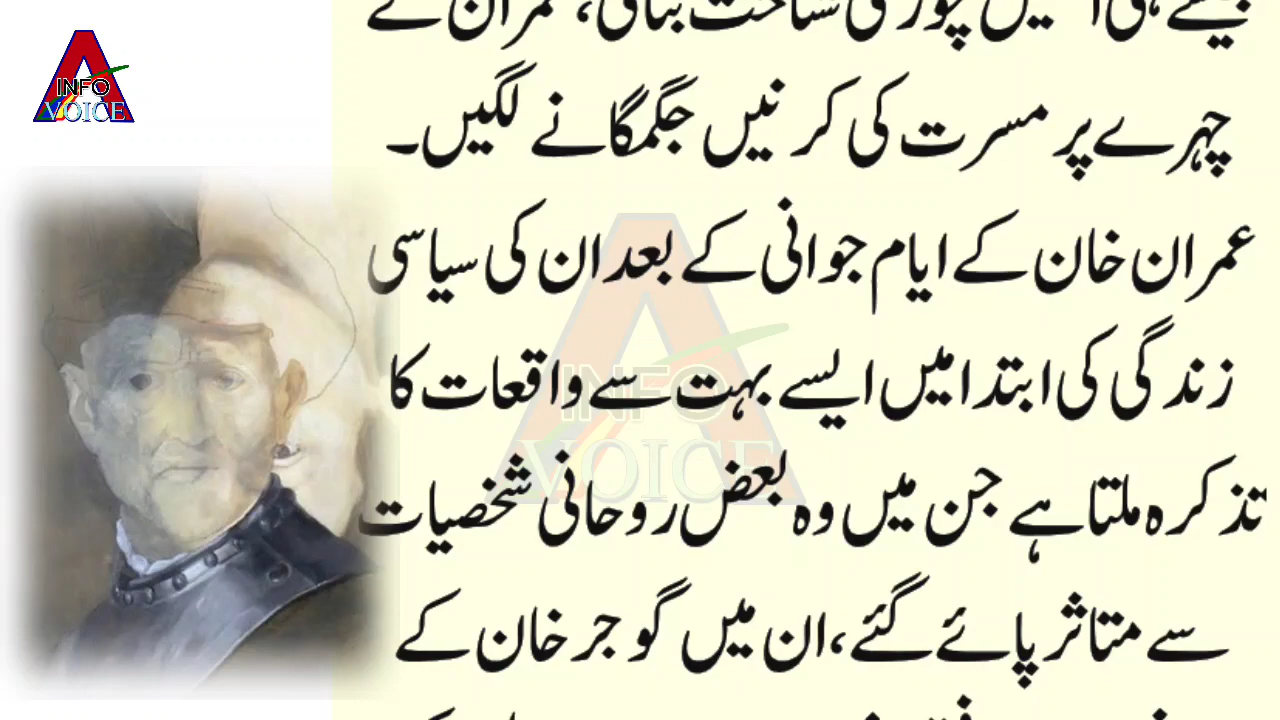 INFO
VOICE
چہرے پر مسرت کی کرنیں جگمگانے لگیں۔
عمران خان کے ایام جوانی کے بعد ان کی سیاسی
زندگی کی ابتدا میں ایسے بہت سے واقعات کا
تذکرہ ملتا ہے جن میں وہ بعض روحانی شخصیات
سے متاثر پائے گئے، ان میں گوجر خان کے
INFO
VOICE